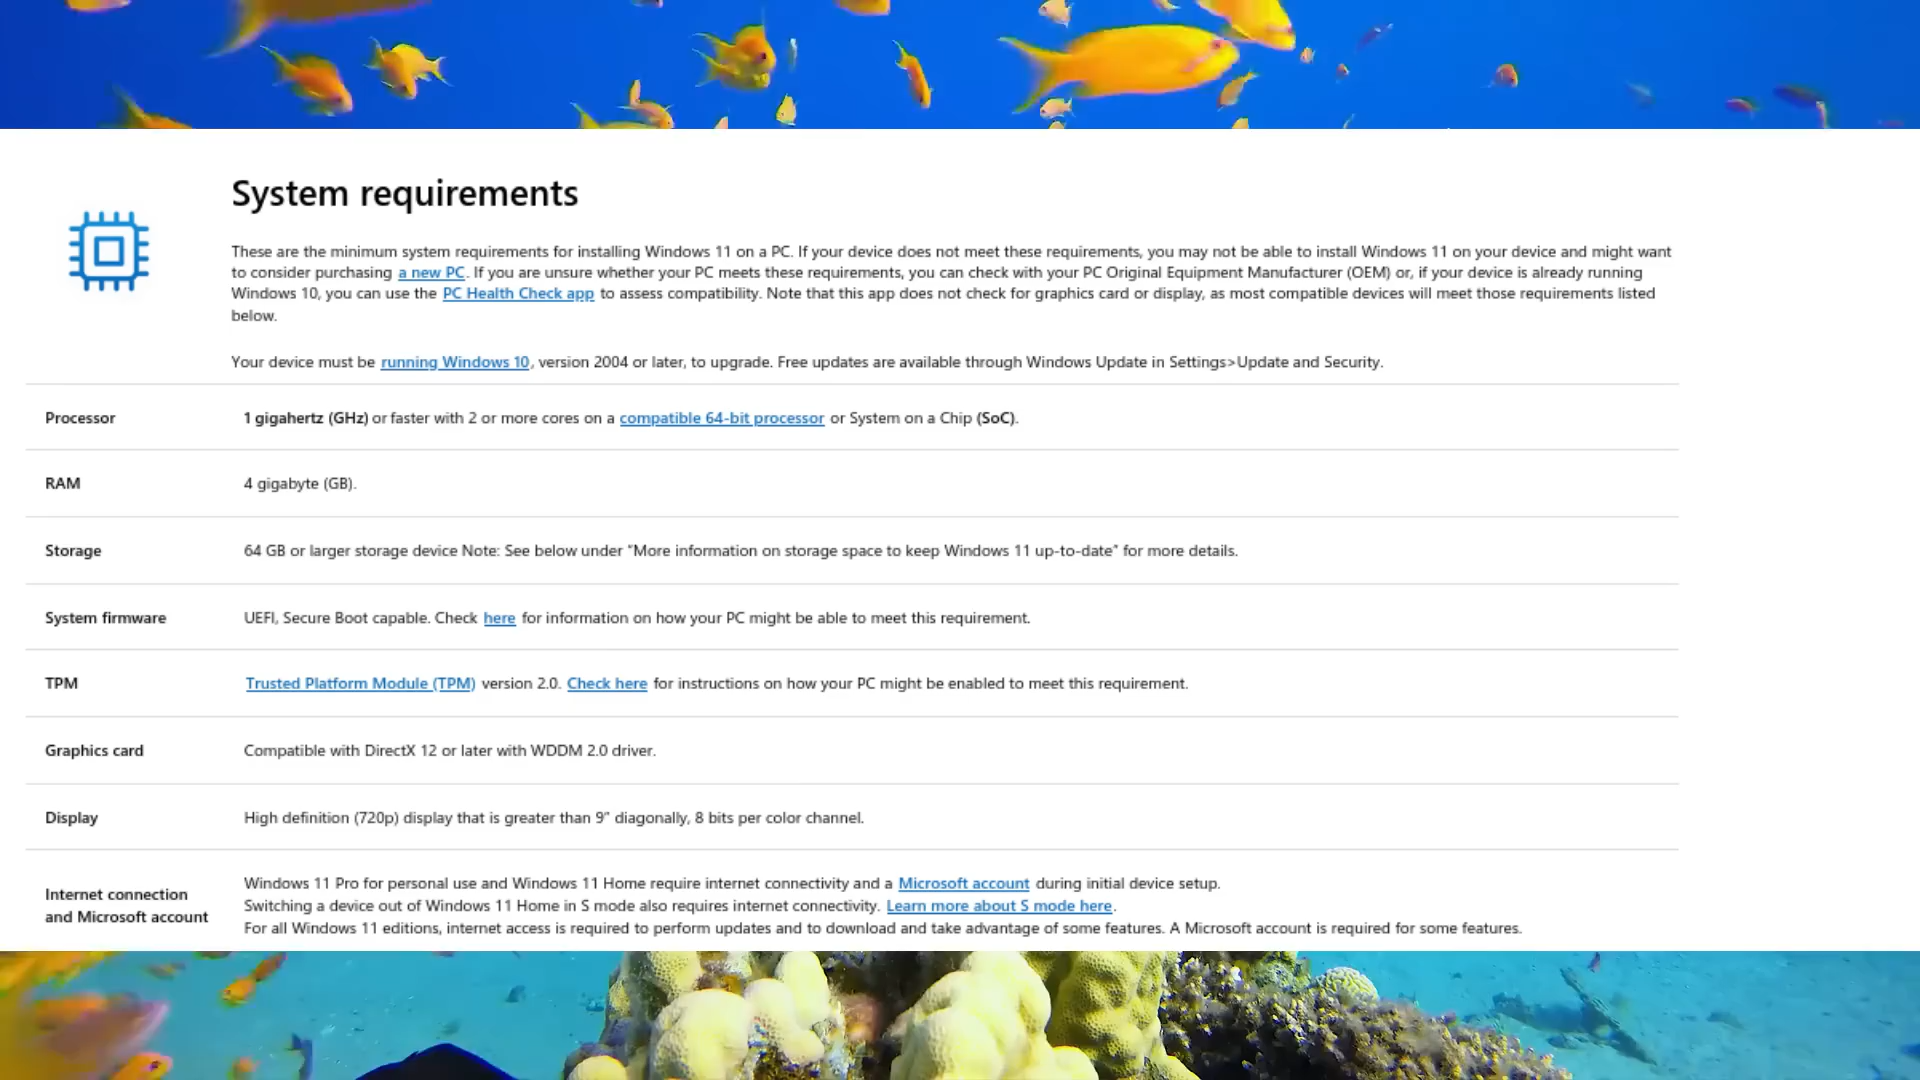 System requirements
These are the minimum system requirements for installing Windows 11 on a PC. If your device does not meet these requirements, you may not be able to install Windows 11 on your device and might want
to consider purchasing a new PC. If you are unsure whether your PC meets these requirements, you can check with your PC Original Equipment Manufacturer (OEM) or, if your device is already running
Windows 10, you can use the PC Health Check app to assess compatibility. Note that this app does not check for graphics card or display, as most compatible devices will meet those requirements listed
below.
Your device must be running Windows 10, version 2004 or later, to upgrade. Free updates are available through Windows Update in Settings>Update and Security.
Processor
1 gigahertz (GHz) or faster with 2 or more cores on a compatible 64-bit processor or System on a Chip (SoC).
RAM
4 gigabyte (GB).
Storage
64 GB or larger storage device Note: See below under "More information on storage space to keep Windows 11 up-to-date" for more details.
System firmware
UEFI, Secure Boot capable. Check here for information on how your PC might be able to meet this requirement.
TPM
Trusted Platform Module (TPM) version 2.0. Check here for instructions on how your PC might be enabled to meet this requirement.
Graphics card
Compatible with DirectX 12 or later with WDDM 2.0 driver.
Display
High definition (720p) display that is greater than 9" diagonally, 8 bits per color channel.
Internet connection
and Microsoft account
Windows 11 Pro for personal use and Windows 11 Home require internet connectivity and a Microsoft account during initial device setup.
Switching a device out of Windows 11 Home in S mode also requires internet connectivity. Learn more about S mode here.
For all Windows 11 editions, internet access is required to perform updates and to download and take advantage of some features. A Microsoft account is required for some features.